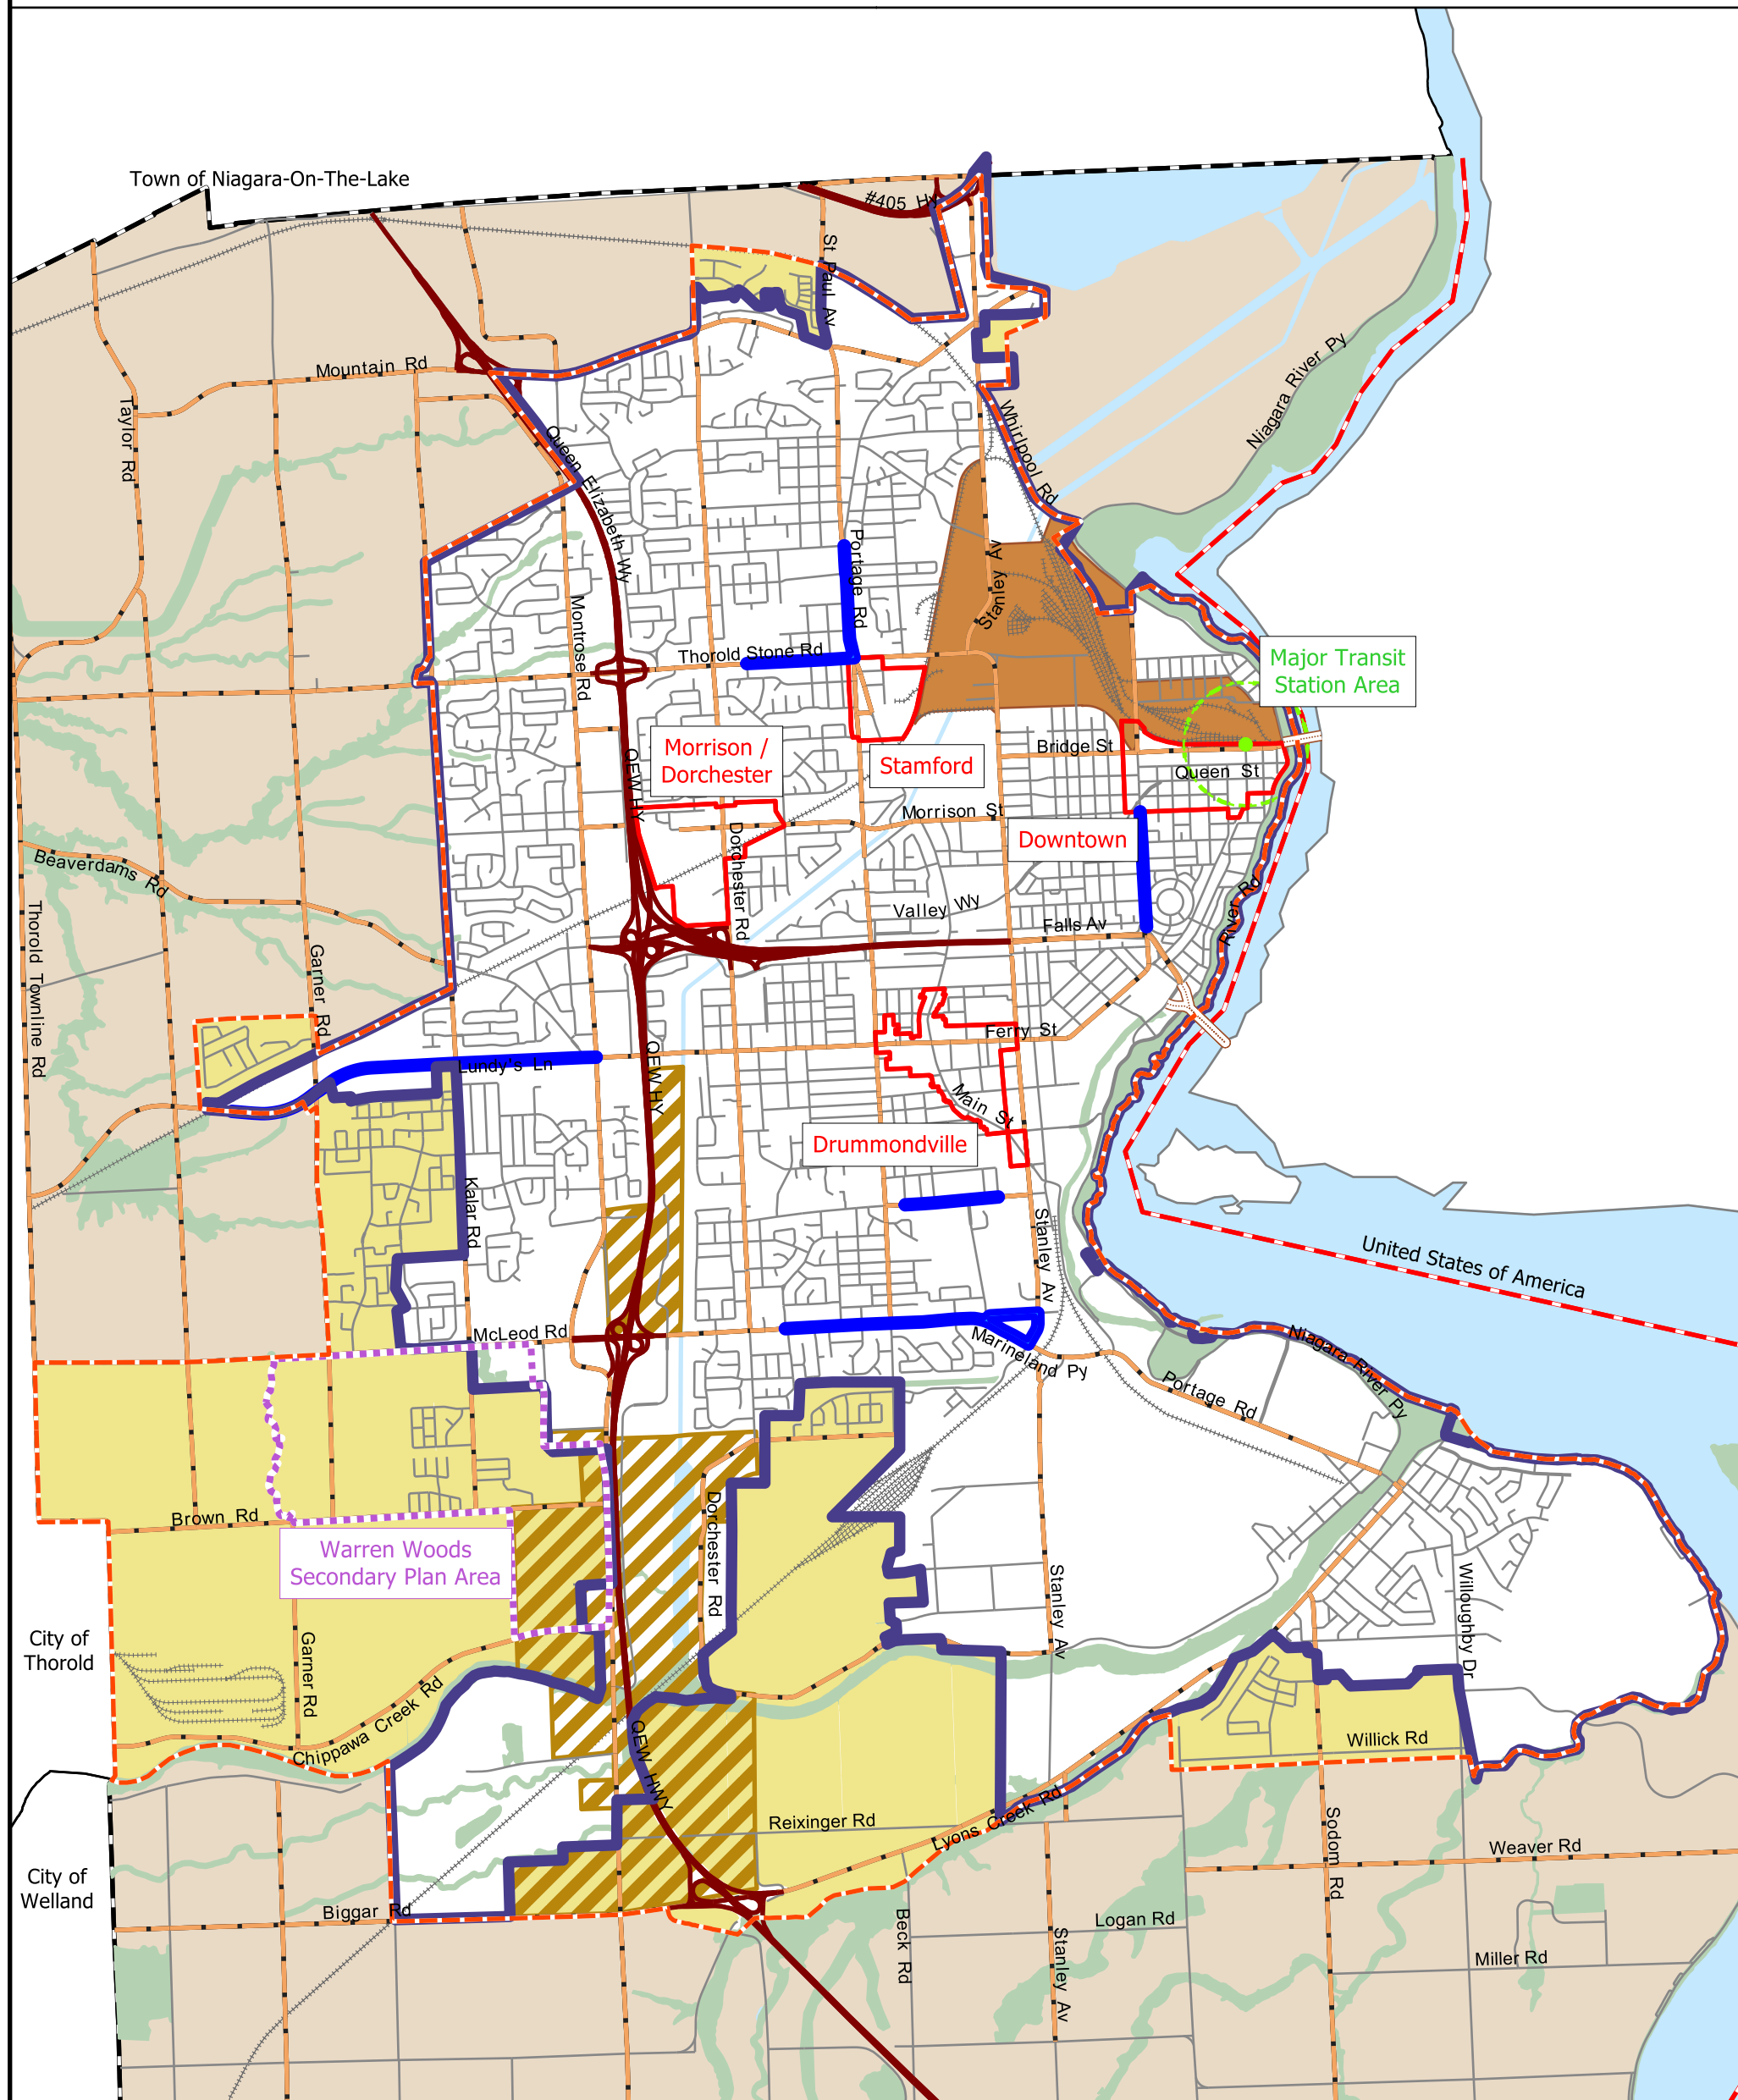 Town of Niagara-On-The-Lake
#405 Hy
St Paul Av
Mountain Rd
Taylor Rd
Niagara River Py
Whirlpool Rd
Queen Elizabeth Wy
Portage Rd
Stanley Av
Stanley Av
Montrose Rd
Thorold Stone Rd
Major Transit
Station Area
Morrison /
Dorchester
Stamford
Bridge St
Queen St
QEW HY
Morrison St
Downtown
Dorchester Rd
Beaverdams Rd
Valley Wy
Falls Av
River Rd
Thorold Townline Rd
Garner Rd
Ferry St
QEW HY
Lundy's Ln
Main St
Drummondville
Kalar Rd
Stanley Av
United States of America
McLeod Rd
Marineland Py
Niagara River Py
Portage Rd
Brown Rd
Dorchester Rd
Warren Woods
Secondary Plan Area
Stanley Av
Willoughby Dr
City of
Thorold
Garner Rd
Chippawa Creek Rd
QEW HWY
Willick Rd
Reixinger Rd
Lyons Creek Rd
Sodom Rd
Weaver Rd
City of
Welland
Biggar Rd
Beck Rd
Logan Rd
Stanley Av
Miller Rd